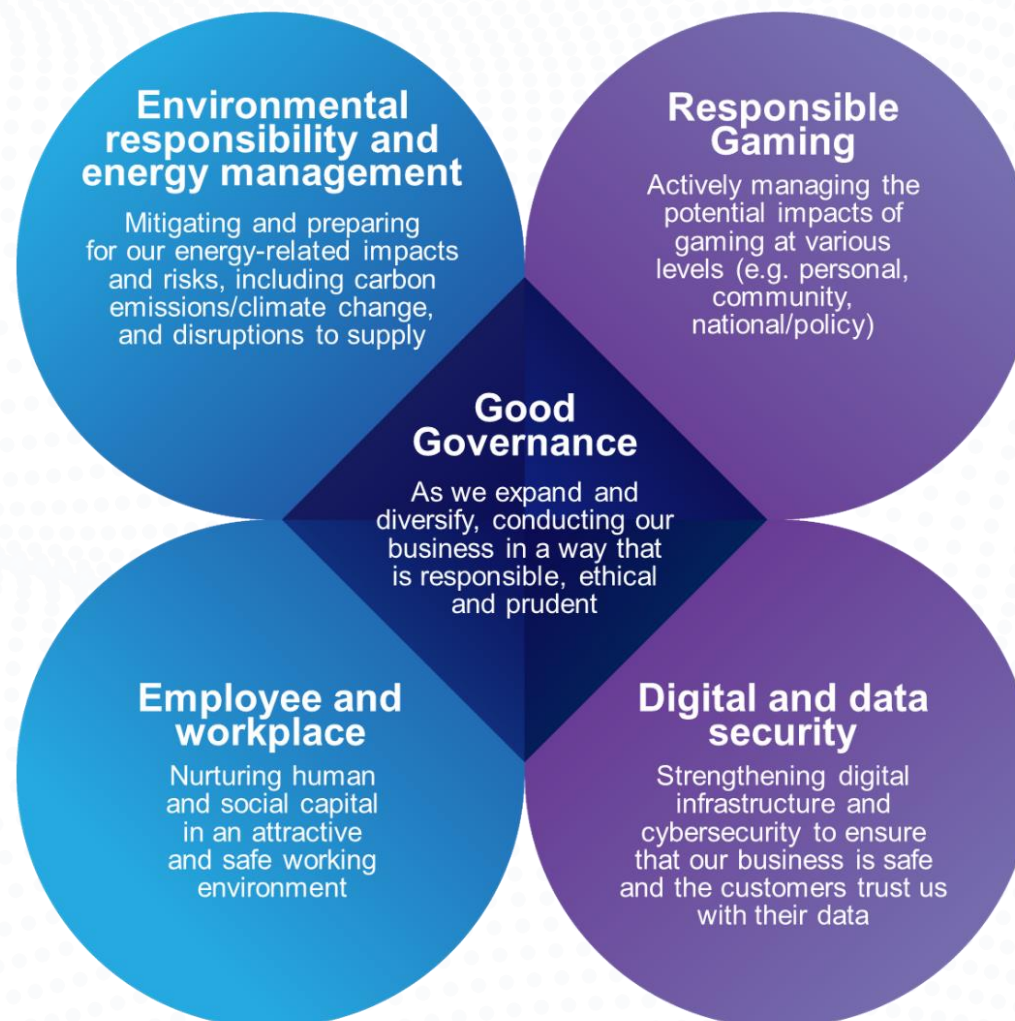 Environmental
responsibility and
energy management
Mitigating and preparing
for our energy-related impacts
and risks, including carbon
emissions/climate change,
and disruptions to supply
Responsible
Gaming
Actively managing the
potential impacts of
gaming at various
levels (e.g. personal,
community,
national/policy)
Good
Governance
As we expand and
diversify, conducting our
business in a way that
is responsible, ethical
and prudent
Employee and
workplace
Nurturing human
and social capital
in an attractive
and safe working
environment
Digital and data
security
Strengthening digital
infrastructure and
cybersecurity to ensure
that our business is safe
and the customers trust us
with their data